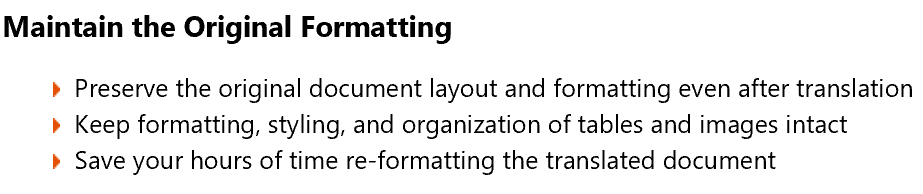 Maintain the Original Formatting
Preserve the original document layout and formatting even after translation
Keep formatting, styling, and organization of tables and images intact
Save your hours of time re-formatting the translated document